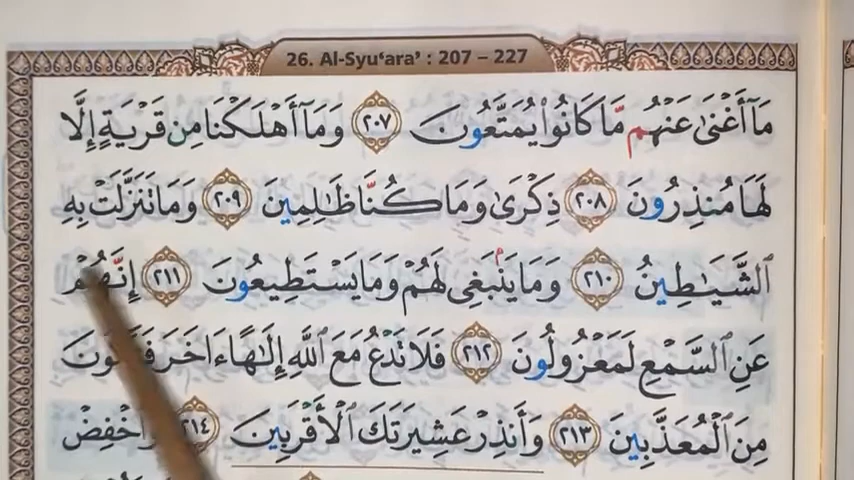 26. Al-Syu‘ara’ : 207 – 227
مَآ أَغْنَىٰ عَنْهُم مَّا كَانُوا۟ يُمَتَّعُونَ ٢٠٧ وَمَآ أَهْلَكْنَا مِن قَرْيَةٍ إِلَّا
لَهَا مُنذِرُونَ ٢٠٨ ذِكْرَىٰ وَمَا كُنَّا ظَٰلِمِينَ ٢٠٩ وَمَا تَنَزَّلَتْ بِهِ
ٱلشَّيَٰطِينُ ٢١٠ وَمَا يَنۢبَغِى لَهُمْ وَمَا يَسْتَطِيعُونَ ٢١١ إِنَّهُمْ
عَنِ ٱلسَّمْعِ لَمَعْزُولُونَ ٢١٢ فَلَا تَدْعُ مَعَ ٱللَّهِ إِلَٰهًا ءَاخَرَ
مِنَ ٱلْمُعَذَّبِينَ ٢١٣ وَأَنذِرْ عَشِيرَتَكَ ٱلْأَقْرَبِينَ ٢١٤ وَٱخْفِضْ